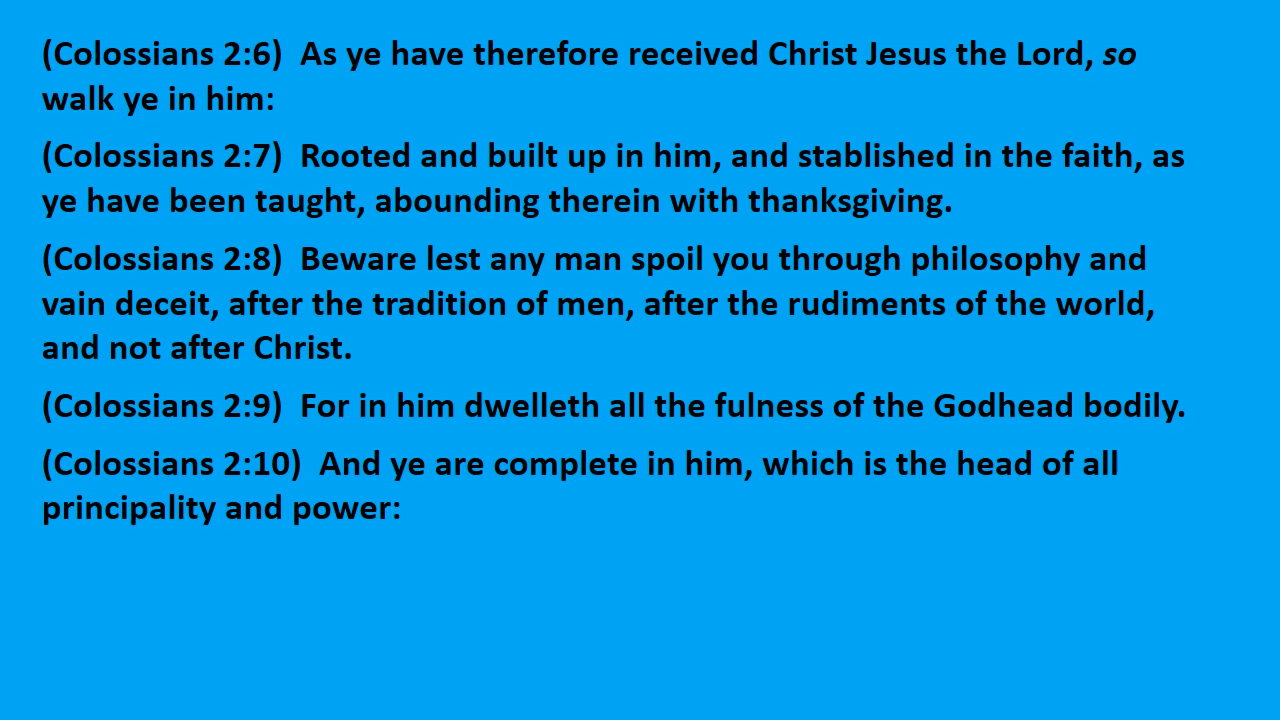 (Colossians 2:6)  As ye have therefore received Christ Jesus the Lord, so
walk ye in him:
(Colossians 2:7)  Rooted and built up in him, and stablished in the faith, as
ye have been taught, abounding therein with thanksgiving.
(Colossians 2:8)  Beware lest any man spoil you through philosophy and
vain deceit, after the tradition of men, after the rudiments of the world,
and not after Christ.
(Colossians 2:9)  For in him dwelleth all the fulness of the Godhead bodily.
(Colossians 2:10)  And ye are complete in him, which is the head of all
principality and power: